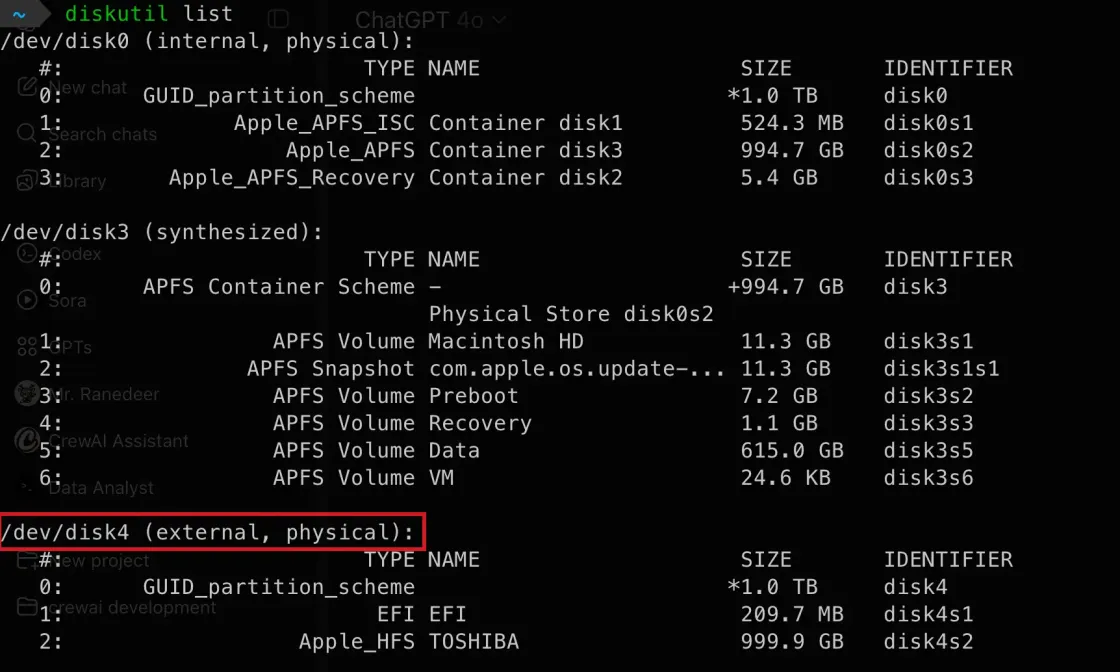 ~ diskutil list
ChatGPT 4o
/dev/disk0 (internal, physical):
#: TYPE NAME SIZE IDENTIFIER
New chat
0: GUID_partition_scheme *1.0 TB disk0
1: Apple_APFS_ISC Container disk1 524.3 MB disk0s1
Search chats
2: Apple_APFS Container disk3 994.7 GB disk0s2
3: Apple_APFS_Recovery Container disk2 5.4 GB disk0s3
Library
/dev/disk3 (synthesized):
Codex
#: TYPE NAME SIZE IDENTIFIER
0: APFS Container Scheme - +994.7 GB disk3
Sora
Physical Store disk0s2
1: APFS Volume Macintosh HD 11.3 GB disk3s1
GPTs
2: APFS Snapshot com.apple.os.update-... 11.3 GB disk3s1s1
3: APFS Volume Preboot 7.2 GB disk3s2
Mr. Ranedeer
4: APFS Volume Recovery 1.1 GB disk3s3
CrewAI Assistant
5: APFS Volume Data 615.0 GB disk3s5
6: APFS Volume VM 24.6 KB disk3s6
Data Analyst
/dev/disk4 (external, physical):
#: TYPE NAME SIZE IDENTIFIER
New project
0: GUID_partition_scheme *1.0 TB disk4
crewai development
1: EFI EFI 209.7 MB disk4s1
2: Apple_HFS TOSHIBA 999.9 GB disk4s2